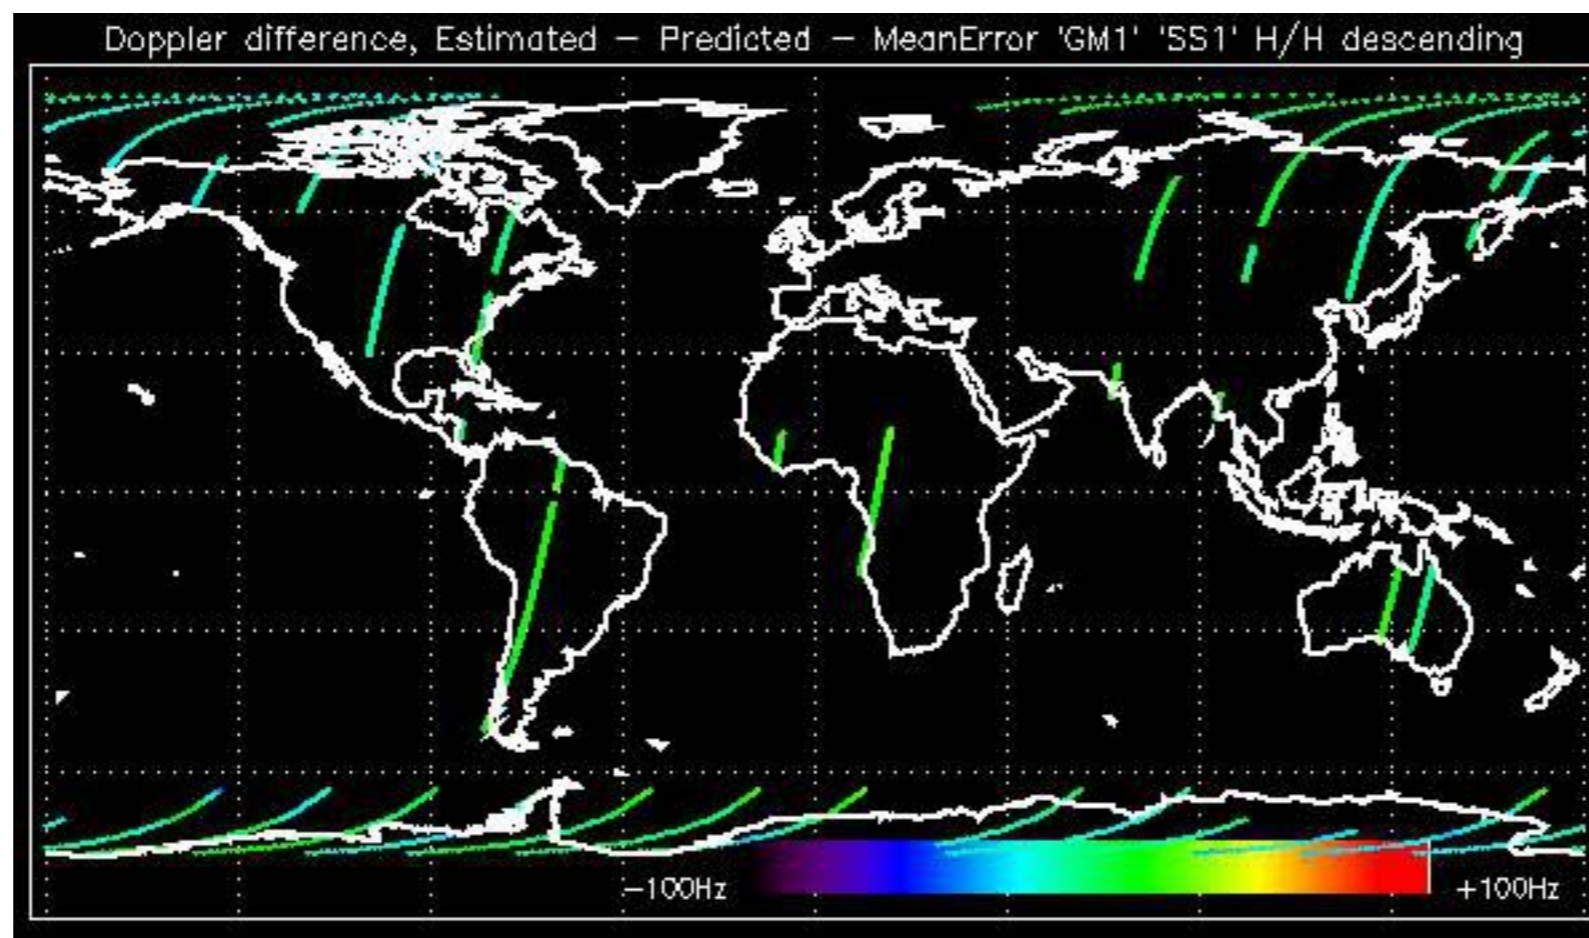 Doppler difference, Estimated – Predicted – MeanError 'GM1' 'SS1' H/H descending
–100Hz +100Hz